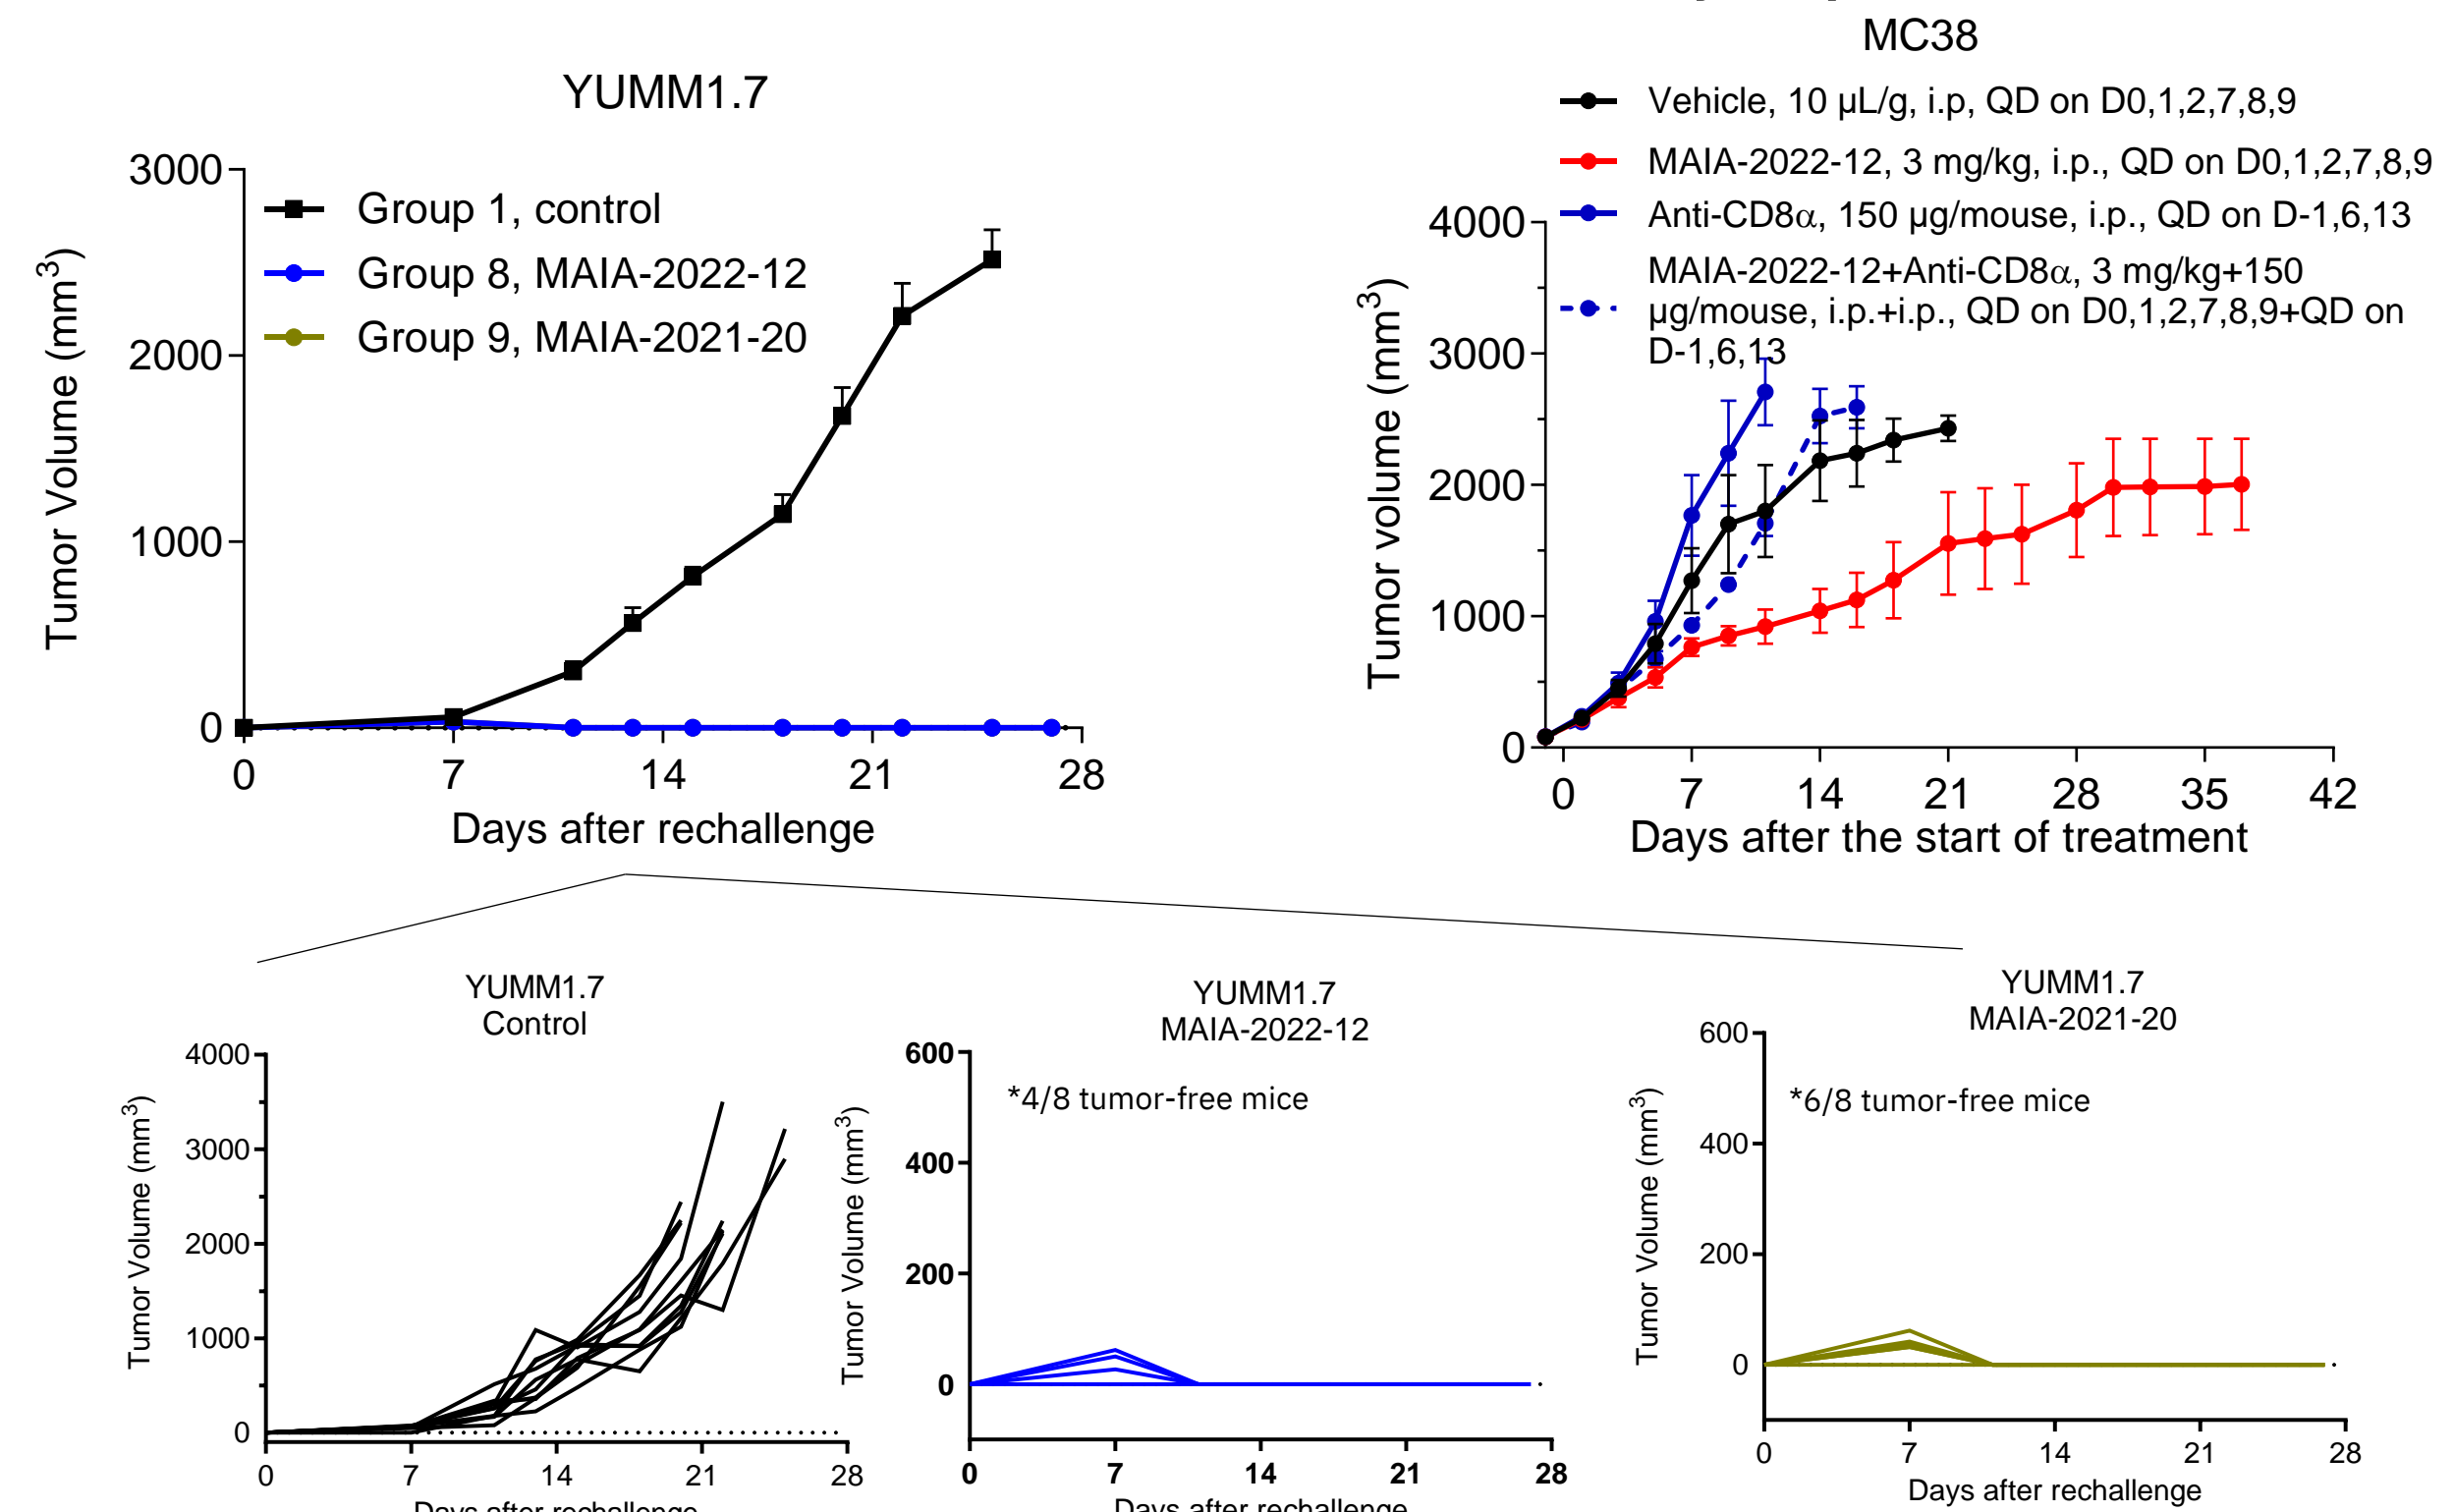 YUMM1.7
3000
2000
1000
0
Tumor Volume (mm³)
Group 1, control
Group 8, MAIA-2022-12
Group 9, MAIA-2021-20
0 7 14 21 28
Days after rechallenge
MC38
Vehicle, 10 µL/g, i.p, QD on D0,1,2,7,8,9
MAIA-2022-12, 3 mg/kg, i.p., QD on D0,1,2,7,8,9
Anti-CD8α, 150 µg/mouse, i.p., QD on D-1,6,13
MAIA-2022-12+Anti-CD8α, 3 mg/kg+150
µg/mouse, i.p.+i.p., QD on D0,1,2,7,8,9+QD on
D-1,6,13
4000
3000
2000
1000
0
Tumor volume (mm³)
0 7 14 21 28 35 42
Days after the start of treatment
YUMM1.7
Control
4000
3000
2000
1000
0
Tumor Volume (mm³)
0 7 14 21 28
Days after rechallenge
YUMM1.7
MAIA-2022-12
*4/8 tumor-free mice
600
400
200
0
Tumor Volume (mm³)
0 7 14 21 28
Days after rechallenge
YUMM1.7
MAIA-2021-20
*6/8 tumor-free mice
600
400
200
0
Tumor Volume (mm³)
0 7 14 21 28
Days after rechallenge